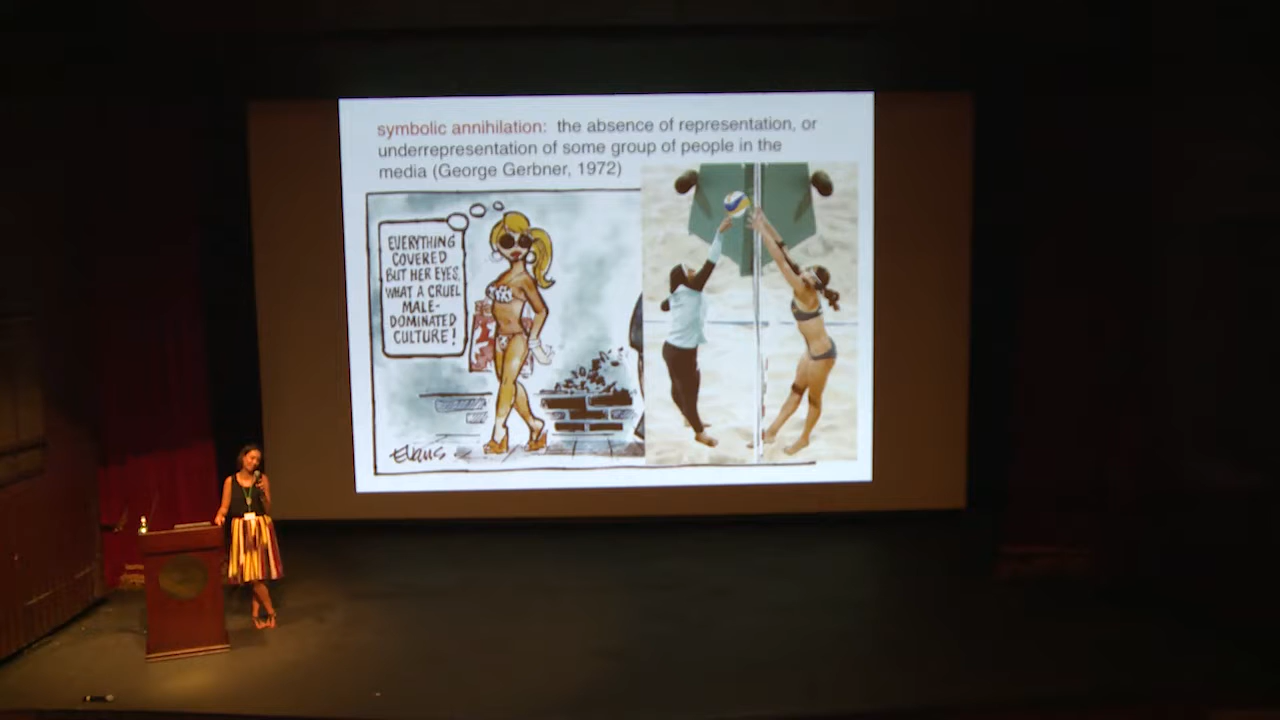 symbolic annihilation: the absence of representation, or
underrepresentation of some group of people in the
media (George Gerbner, 1972)
EVERYTHING
COVERED
BUT HER EYES,
WHAT A CRUEL
MALE-
DOMINATED
CULTURE!
Evans